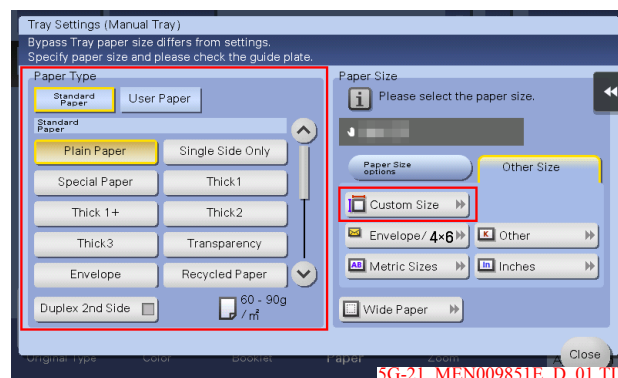 Tray Settings (Manual Tray)
Bypass Tray paper size differs from settings.
Specify paper size and please check the guide plate.
Paper Type
Standard
Paper
User Paper
Standard
Paper
Plain Paper
Single Side Only
Special Paper
Thick1
Thick 1+
Thick2
Thick3
Transparency
Envelope
Recycled Paper
Duplex 2nd Side
60 - 90g
/㎡
Paper Size
i Please select the paper size.
Paper Size
options
Other Size
Custom Size
Envelope/ 4×6
K Other
AB Metric Sizes
in Inches
Wide Paper
Close
Original Type Color Booklet Paper Zoom